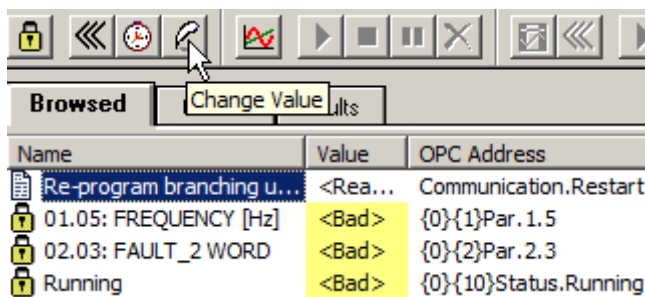 Browsed
Change Value
ults
Name Value OPC Address
Re-program branching u... <Rea... Communication.Restart
01.05: FREQUENCY [Hz] <Bad> {0}{1}Par.1.5
02.03: FAULT_2 WORD <Bad> {0}{2}Par.2.3
Running <Bad> {0}{10}Status.Running